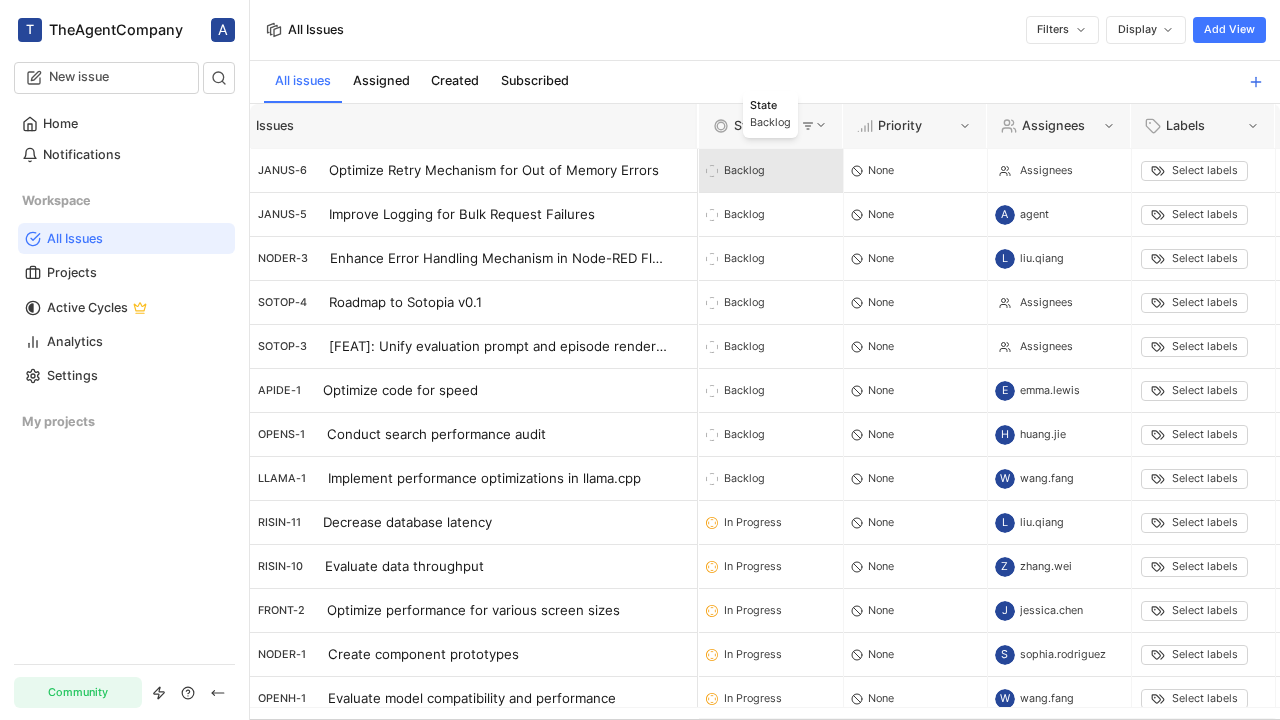 T TheAgentCompany A
New issue
Home
Notifications
Workspace
All Issues
Projects
Active Cycles
Analytics
Settings
My projects
Community
All Issues
Filters Display Add View
All issues Assigned Created Subscribed
State
Backlog
Issues S Priority Assignees Labels
JANUS-6 Optimize Retry Mechanism for Out of Memory Errors Backlog None Assignees Select labels
JANUS-5 Improve Logging for Bulk Request Failures Backlog None A agent Select labels
NODER-3 Enhance Error Handling Mechanism in Node-RED Fl... Backlog None L liu.qiang Select labels
SOTOP-4 Roadmap to Sotopia v0.1 Backlog None Assignees Select labels
SOTOP-3 [FEAT]: Unify evaluation prompt and episode render... Backlog None Assignees Select labels
APIDE-1 Optimize code for speed Backlog None E emma.lewis Select labels
OPENS-1 Conduct search performance audit Backlog None H huang.jie Select labels
LLAMA-1 Implement performance optimizations in llama.cpp Backlog None W wang.fang Select labels
RISIN-11 Decrease database latency In Progress None L liu.qiang Select labels
RISIN-10 Evaluate data throughput In Progress None Z zhang.wei Select labels
FRONT-2 Optimize performance for various screen sizes In Progress None J jessica.chen Select labels
NODER-1 Create component prototypes In Progress None S sophia.rodriguez Select labels
OPENH-1 Evaluate model compatibility and performance In Progress None W wang.fang Select labels